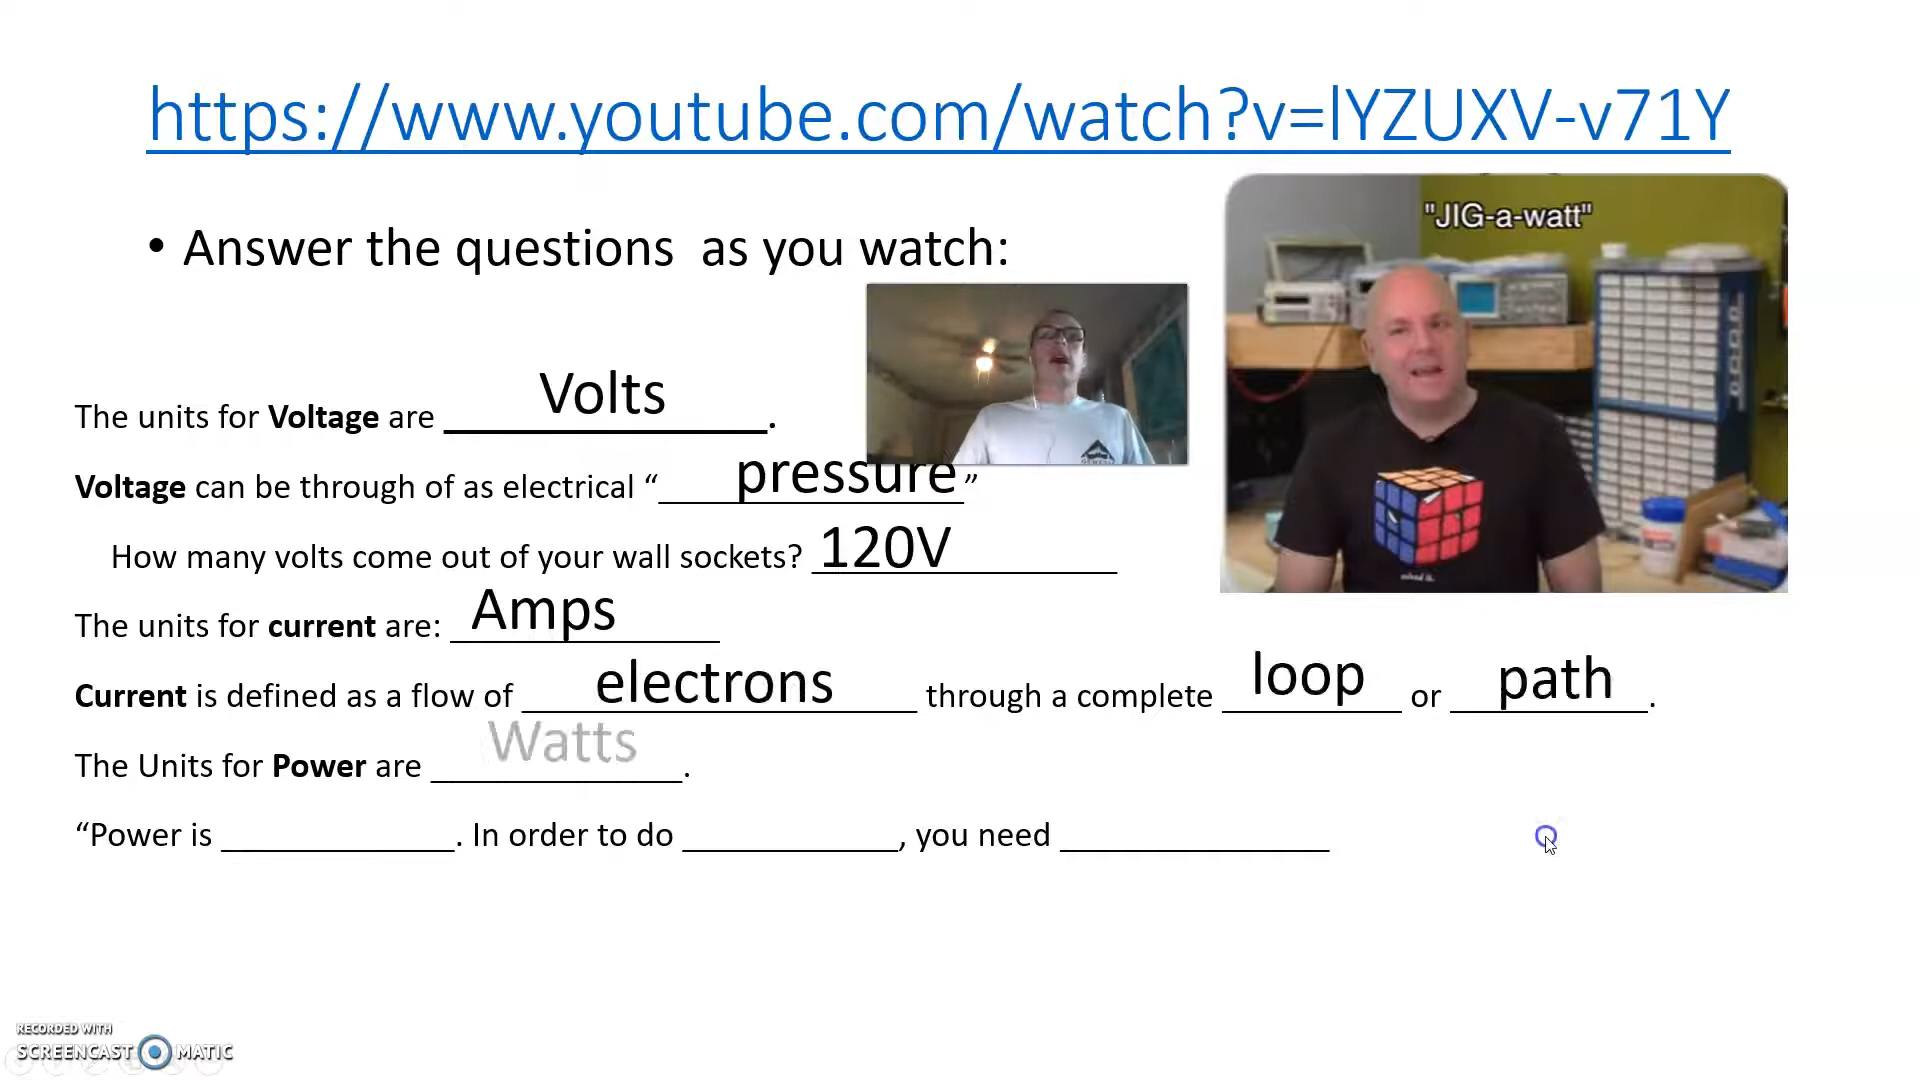 https://www.youtube.com/watch?v=lYZUXV-v71Y
"JIG-a-watt"
• Answer the questions as you watch:
The units for Voltage are Volts.
Voltage can be through of as electrical “pressure”
How many volts come out of your wall sockets? 120V
The units for current are: Amps
Current is defined as a flow of electrons through a complete loop or path.
The Units for Power are Watts.
“Power is ____________. In order to do ____________, you need ____________
RECORDED WITH
SCREENCAST MATIC